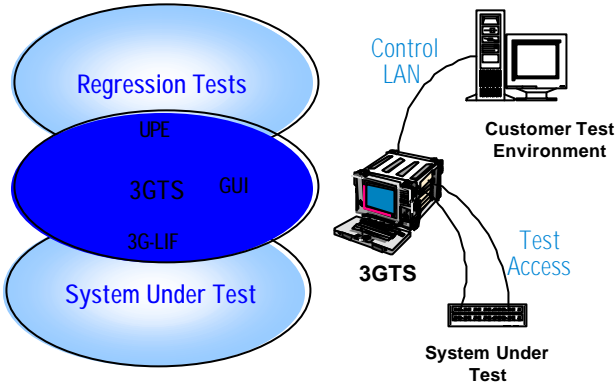 Regression Tests
UPE
3GTS
GUI
3G-LIF
System Under Test
Control
LAN
Customer Test
Environment
3GTS
Test
Access
System Under
Test